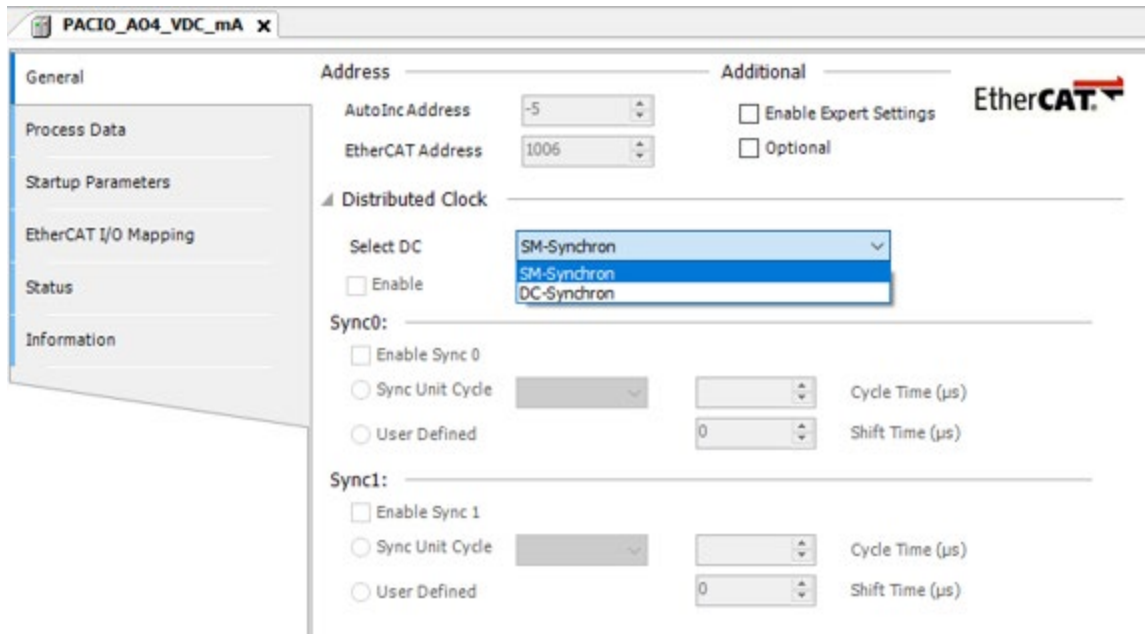 PACIO_AO4_VDC_mA X
General
Process Data
Startup Parameters
EtherCAT I/O Mapping
Status
Information
Address
AutoInc Address -5
EtherCAT Address 1006
Additional
Enable Expert Settings
Optional
EtherCAT.
Distributed Clock
Select DC SM-Synchron
SM-Synchron
DC-Synchron
Enable
Sync0:
Enable Sync 0
Sync Unit Cycle Cycle Time (µs)
User Defined 0 Shift Time (µs)
Sync1:
Enable Sync 1
Sync Unit Cycle Cycle Time (µs)
User Defined 0 Shift Time (µs)